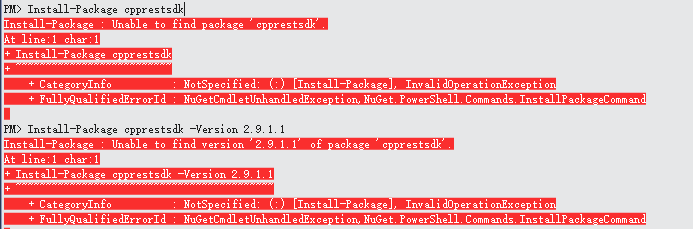 PM> Install-Package cpprestsdk
Install-Package : Unable to find package 'cpprestsdk'.
At line:1 char:1
+ Install-Package cpprestsdk
+ ~~~~~~~~~~~~~~~~~~~~~~~~~~
    + CategoryInfo          : NotSpecified: (:) [Install-Package], InvalidOperationException
    + FullyQualifiedErrorId : NuGetCmdletUnhandledException,NuGet.PowerShell.Commands.InstallPackageCommand
PM> Install-Package cpprestsdk -Version 2.9.1.1
Install-Package : Unable to find version '2.9.1.1' of package 'cpprestsdk'.
At line:1 char:1
+ Install-Package cpprestsdk -Version 2.9.1.1
+ ~~~~~~~~~~~~~~~~~~~~~~~~~~~~~~~~~~~~~~~~~~~
    + CategoryInfo          : NotSpecified: (:) [Install-Package], InvalidOperationException
    + FullyQualifiedErrorId : NuGetCmdletUnhandledException,NuGet.PowerShell.Commands.InstallPackageCommand